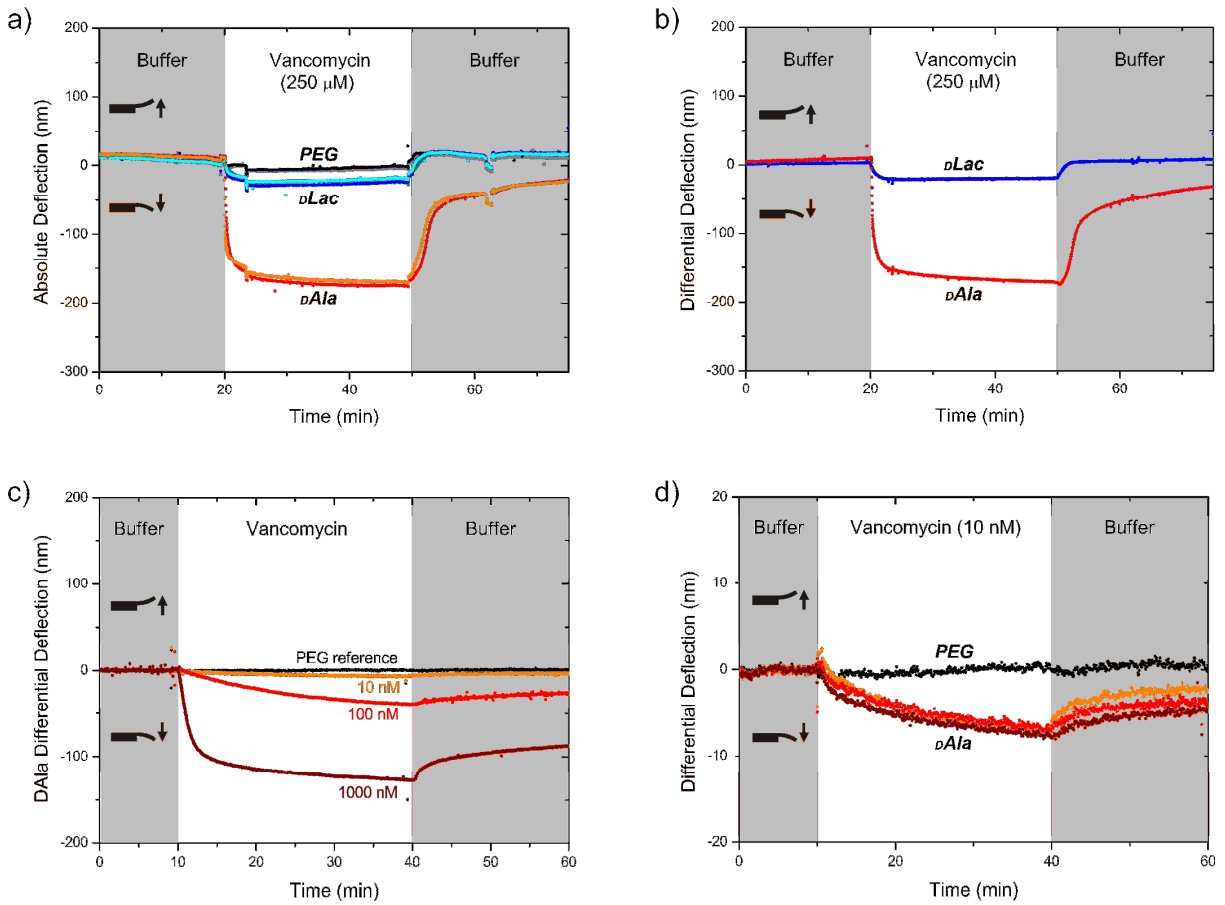 a)
Buffer Vancomycin Buffer
(250 μM)
200
100
0
-100
-200
-300
Absolute Deflection (nm)
PEG
DLac
DAla
0 20 40 60
Time (min)
b)
Buffer Vancomycin Buffer
(250 μM)
200
100
0
-100
-200
-300
Differential Deflection (nm)
DLac
DAla
0 20 40 60
Time (min)
c)
Buffer Vancomycin Buffer
200
100
0
-100
-200
DAla Differential Deflection (nm)
PEG reference
10 nM
100 nM
1000 nM
0 10 20 30 40 50 60
Time (min)
d)
Buffer Vancomycin (10 nM) Buffer
20
10
0
-10
-20
Differential Deflection (nm)
PEG
DAla
0 20 40 60
Time (min)